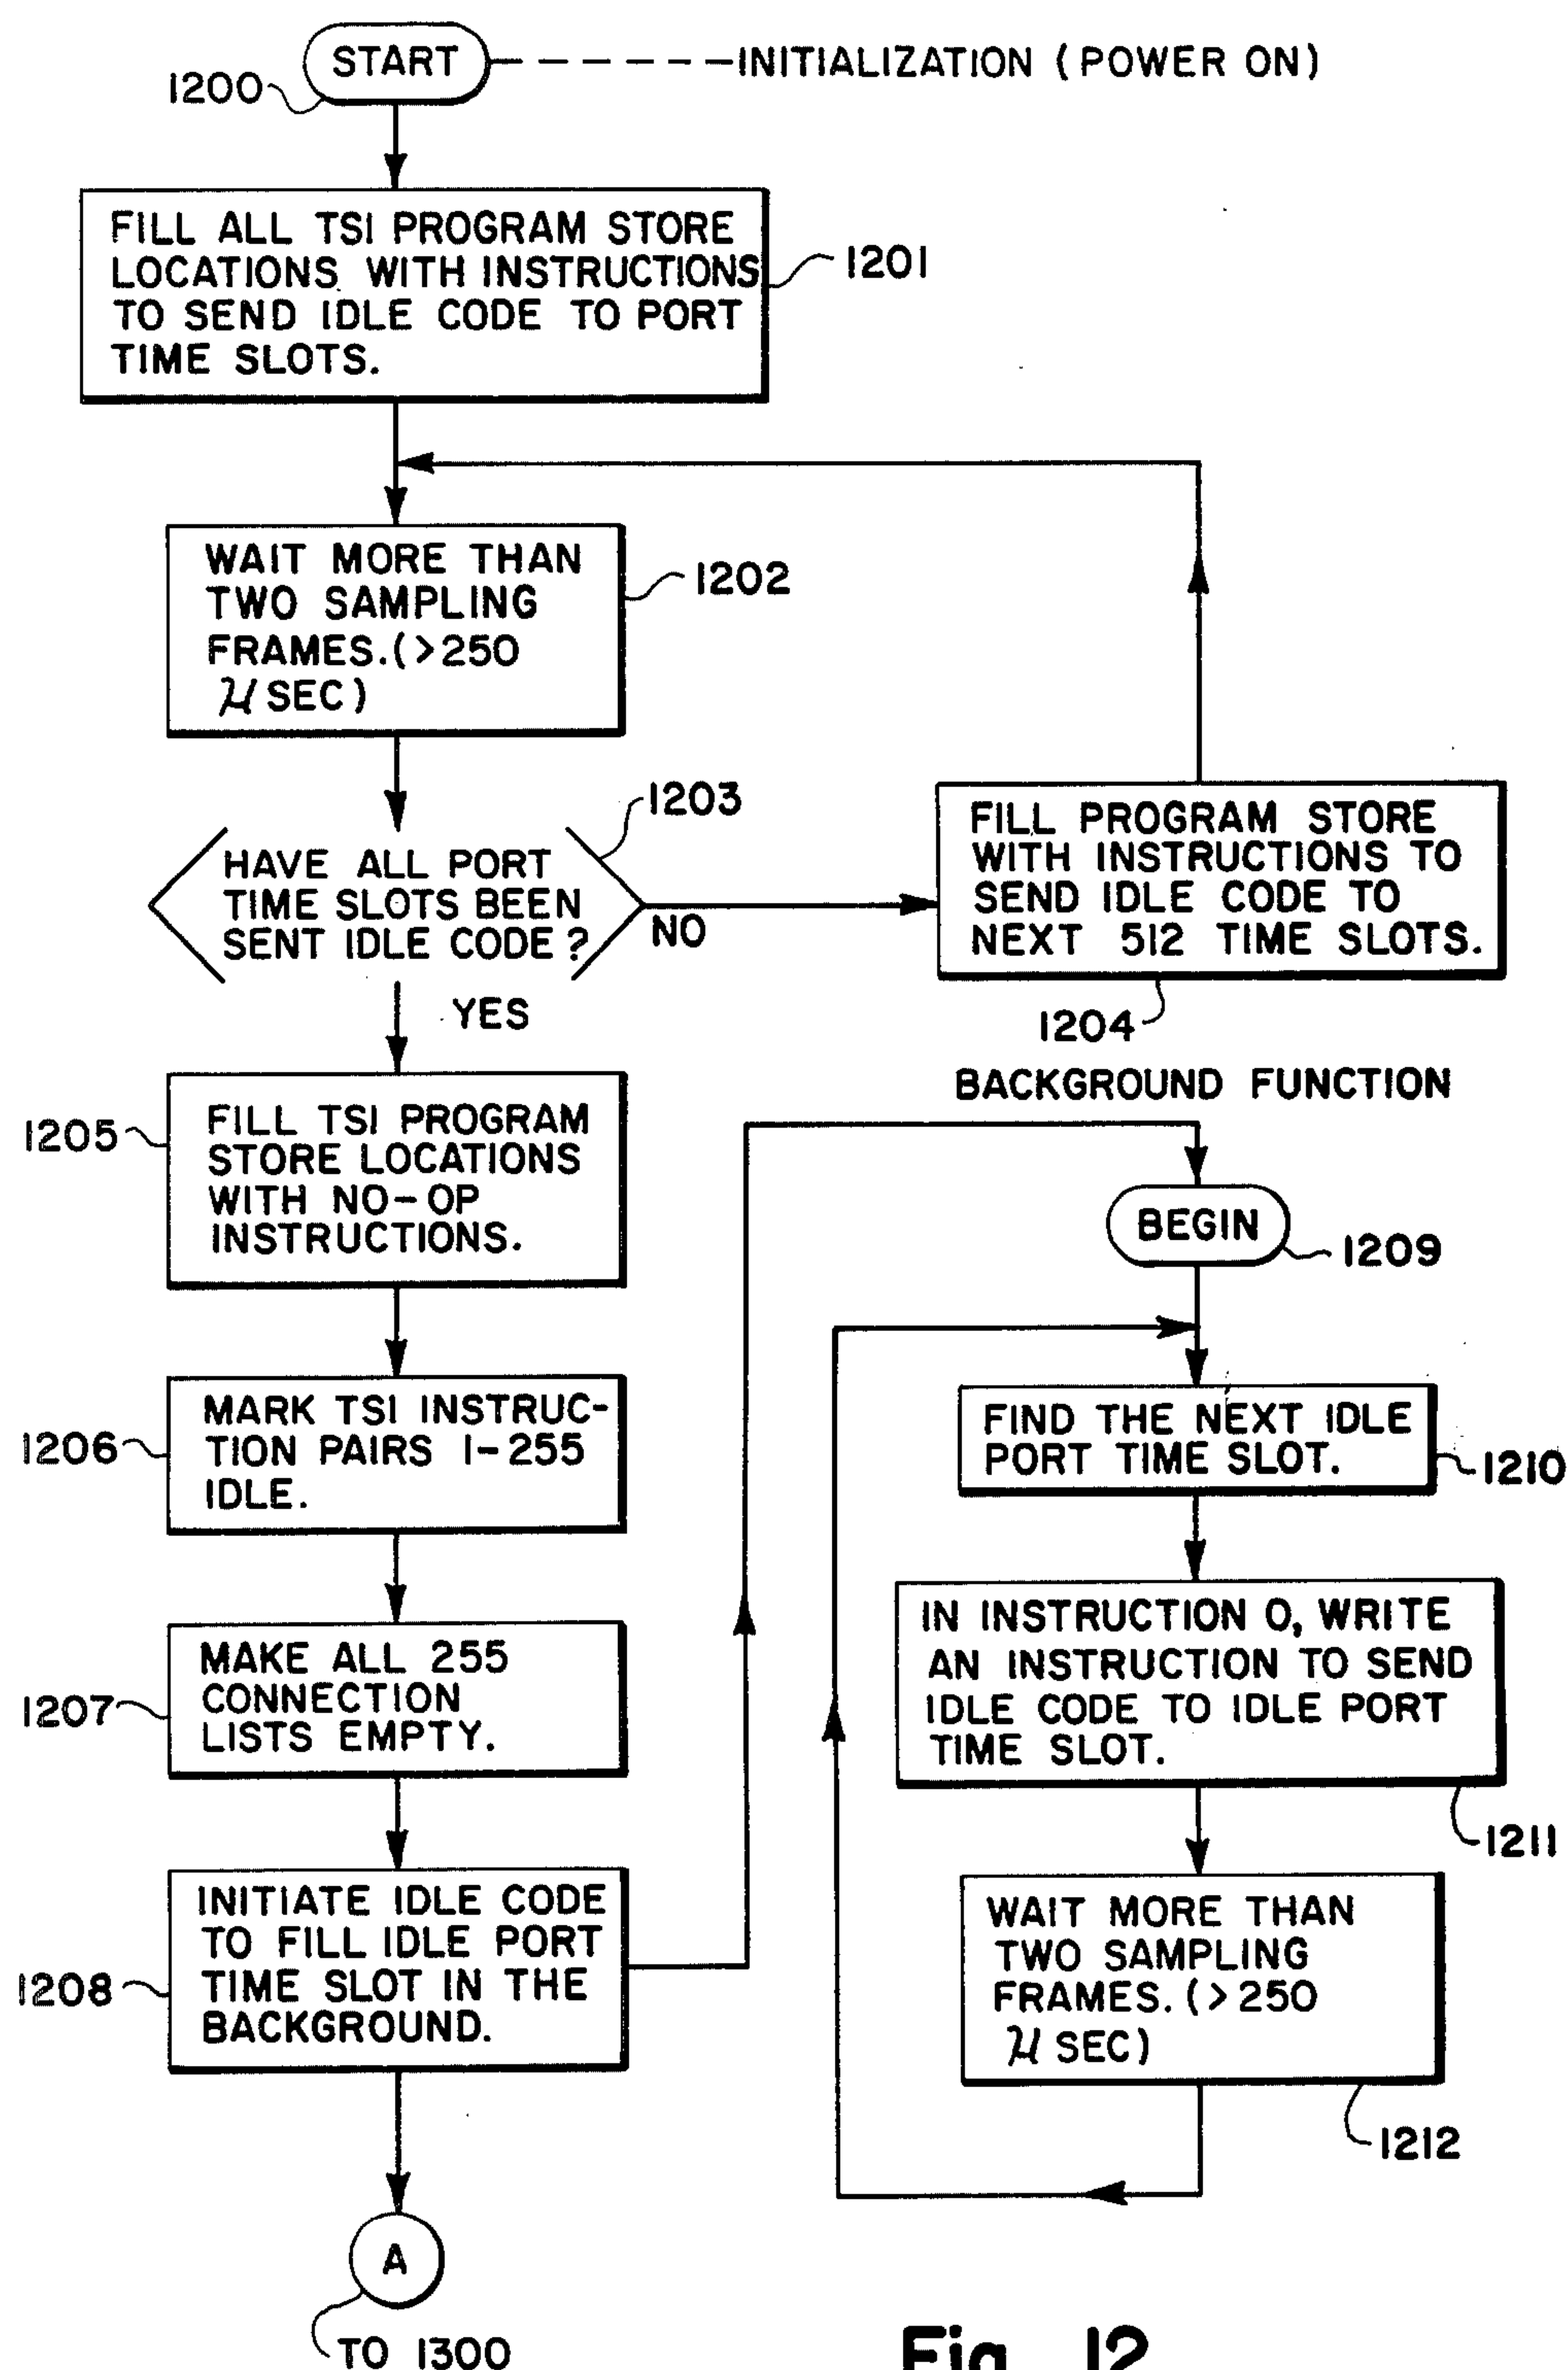 START
INITIALIZATION (POWER ON)
1200
FILL ALL TSI PROGRAM STORE
LOCATIONS WITH INSTRUCTIONS
TO SEND IDLE CODE TO PORT
TIME SLOTS.
1201
WAIT MORE THAN
TWO SAMPLING
FRAMES.(>250
μSEC)
1202
HAVE ALL PORT
TIME SLOTS BEEN
SENT IDLE CODE?
1203
NO
FILL PROGRAM STORE
WITH INSTRUCTIONS TO
SEND IDLE CODE TO
NEXT 512 TIME SLOTS.
1204
YES
1205
FILL TSI PROGRAM
STORE LOCATIONS
WITH NO-OP
INSTRUCTIONS.
1206
MARK TSI INSTRUC-
TION PAIRS 1-255
IDLE.
1207
MAKE ALL 255
CONNECTION
LISTS EMPTY.
1208
INITIATE IDLE CODE
TO FILL IDLE PORT
TIME SLOT IN THE
BACKGROUND.
A
TO 1300
BACKGROUND FUNCTION
BEGIN
1209
FIND THE NEXT IDLE
PORT TIME SLOT.
1210
IN INSTRUCTION 0, WRITE
AN INSTRUCTION TO SEND
IDLE CODE TO IDLE PORT
TIME SLOT.
1211
WAIT MORE THAN
TWO SAMPLING
FRAMES. (>250
μ SEC)
1212
Fig. 12